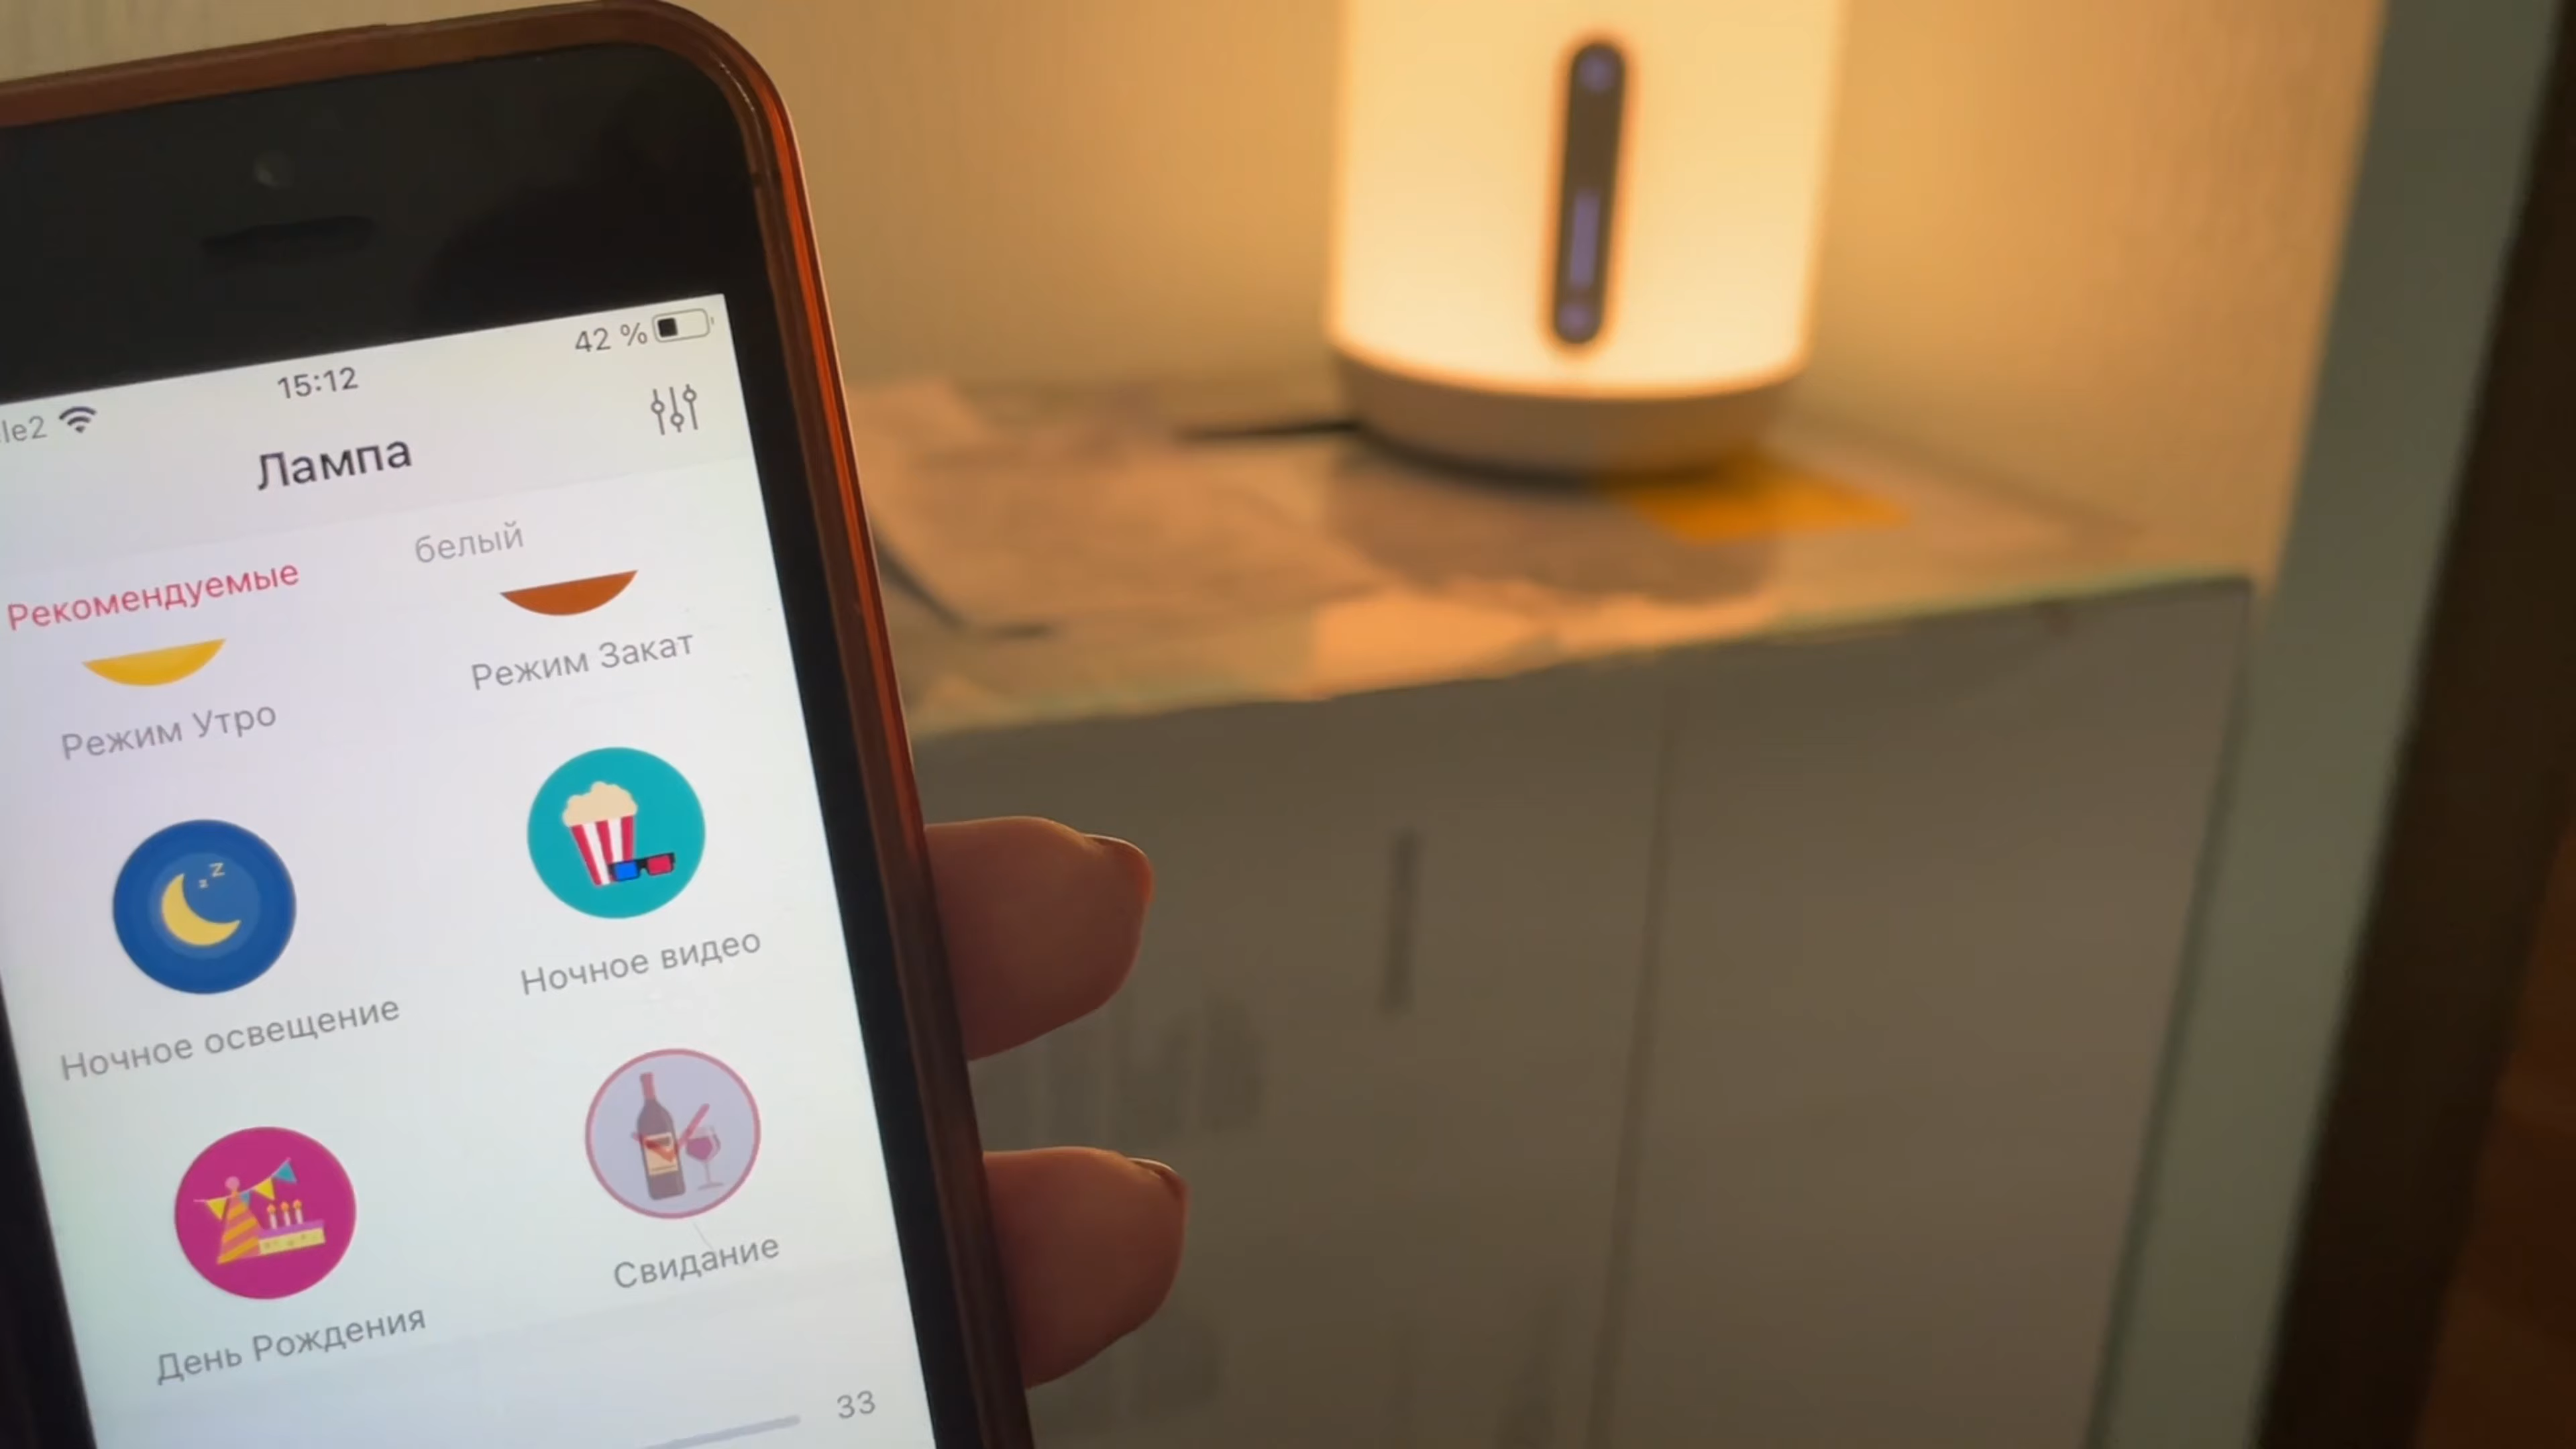 le2 15:12 42 %
Лампа
Рекомендуемые белый
Режим Утро Режим Закат
Ночное освещение Ночное видео
День Рождения Свидание
33